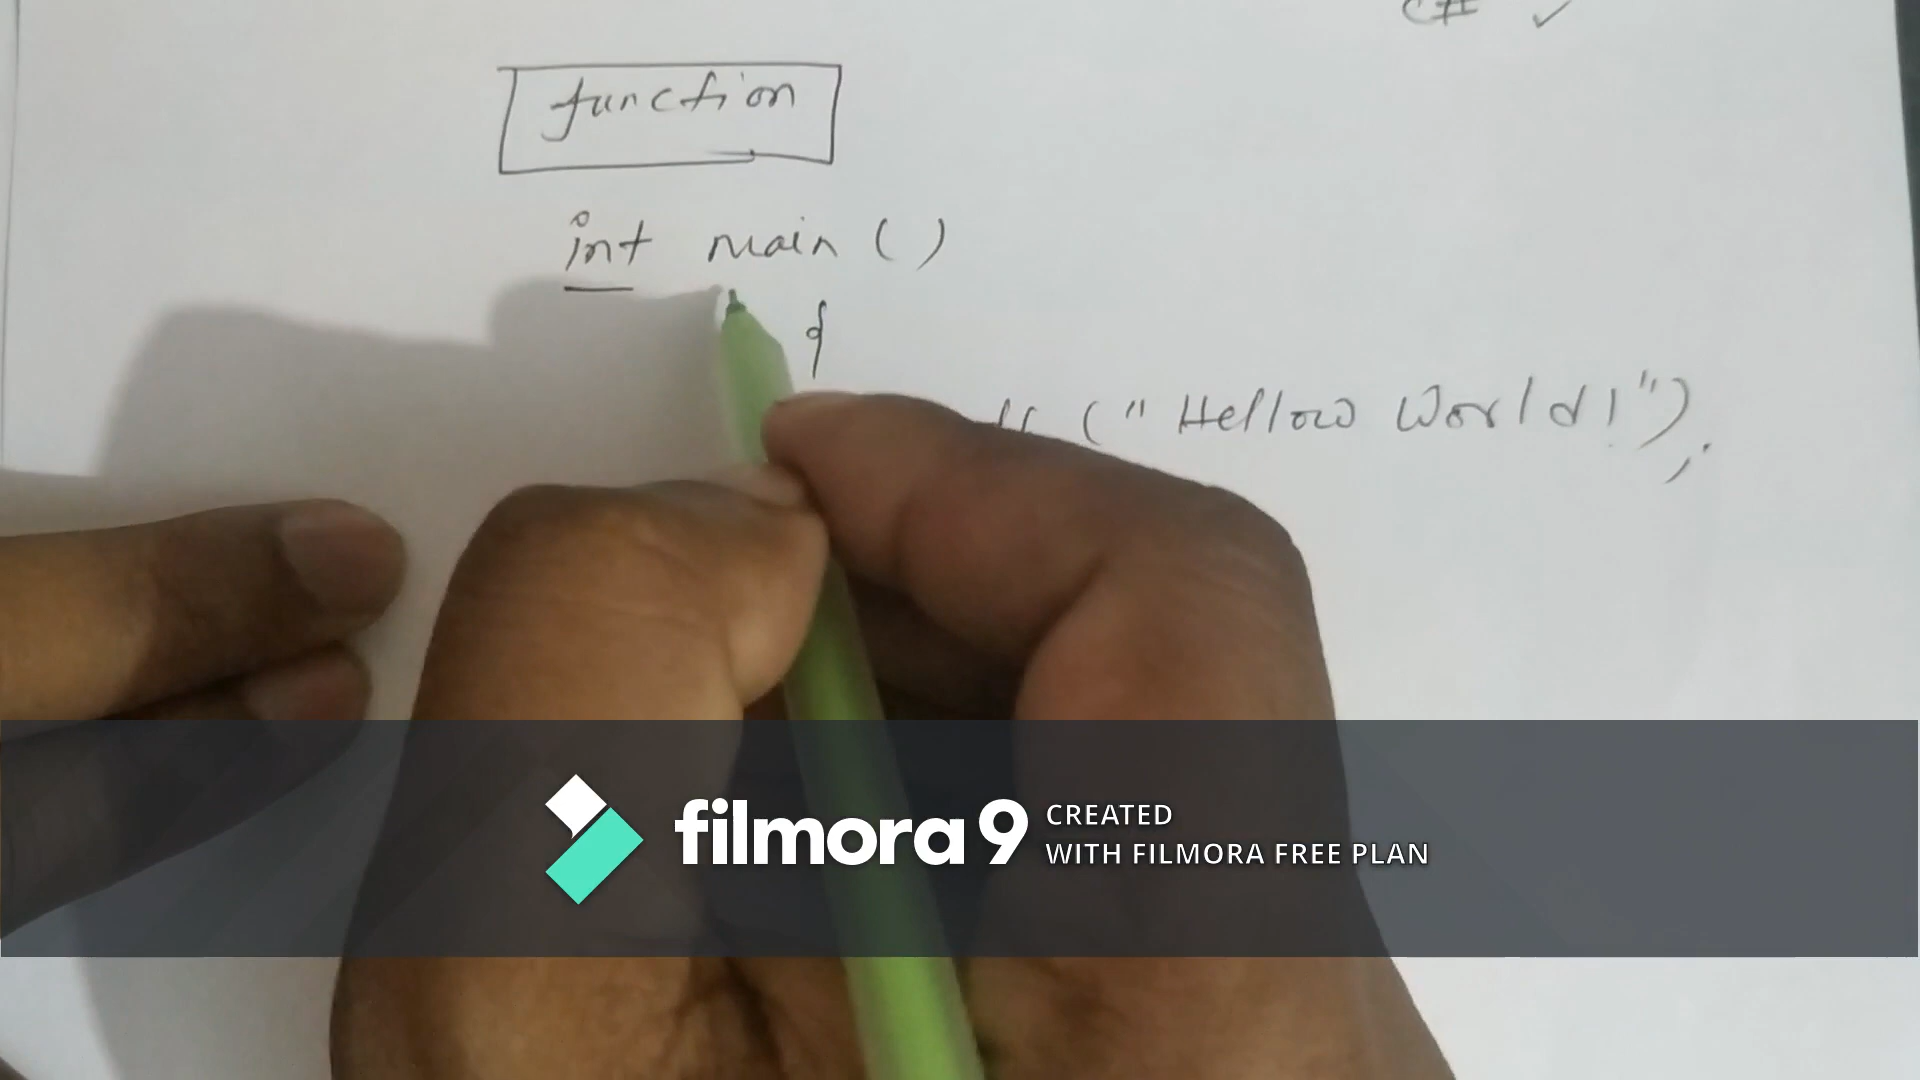 C# ✓
function
int main ()
{
("Hellow World!");
filmora9 CREATED
WITH FILMORA FREE PLAN